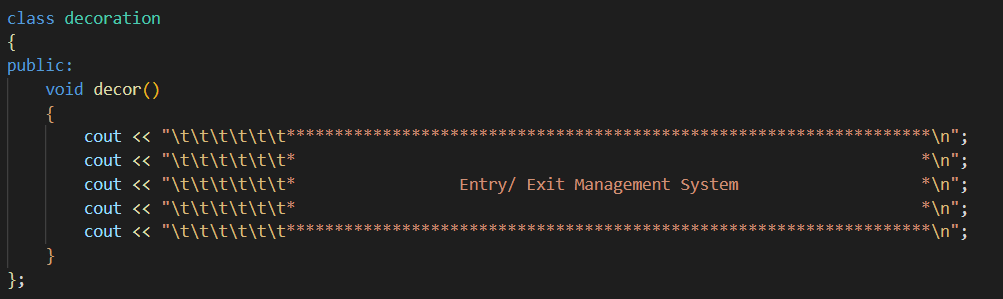 class decoration
{
public:
    void decor()
    {
        cout << "\t\t\t\t\t\t*******************************************************************\n";
        cout << "\t\t\t\t\t\t*                                                                 *\n";
        cout << "\t\t\t\t\t\t*                 Entry/ Exit Management System                   *\n";
        cout << "\t\t\t\t\t\t*                                                                 *\n";
        cout << "\t\t\t\t\t\t*******************************************************************\n";
    }
};